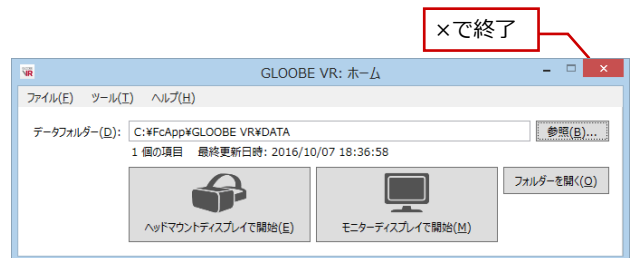 ×で終了
VR
GLOOBE VR: ホーム
ファイル(F) ツール(T) ヘルプ(H)
データフォルダー(D): C:¥FcApp¥GLOOBE VR¥DATA 参照(B)...
1 個の項目 最終更新日時: 2016/10/07 18:36:58
フォルダーを開く(O)
ヘッドマウントディスプレイで開始(E) モニターディスプレイで開始(M)